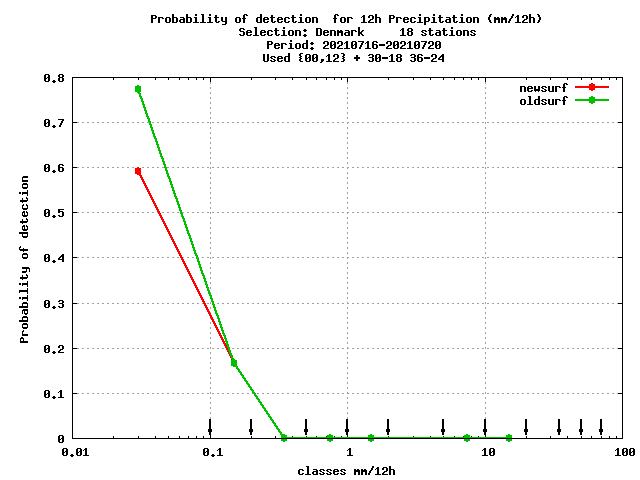 Probability of detection  for 12h Precipitation (mm/12h)
Selection: Denmark     18 stations
Period: 20210716-20210720
Used {00,12} + 30-18 36-24
newsurf
oldsurf
0.8
0.7
0.6
0.5
0.4
0.3
0.2
0.1
0
Probability of detection
0.01 0.1 1 10 100
classes mm/12h